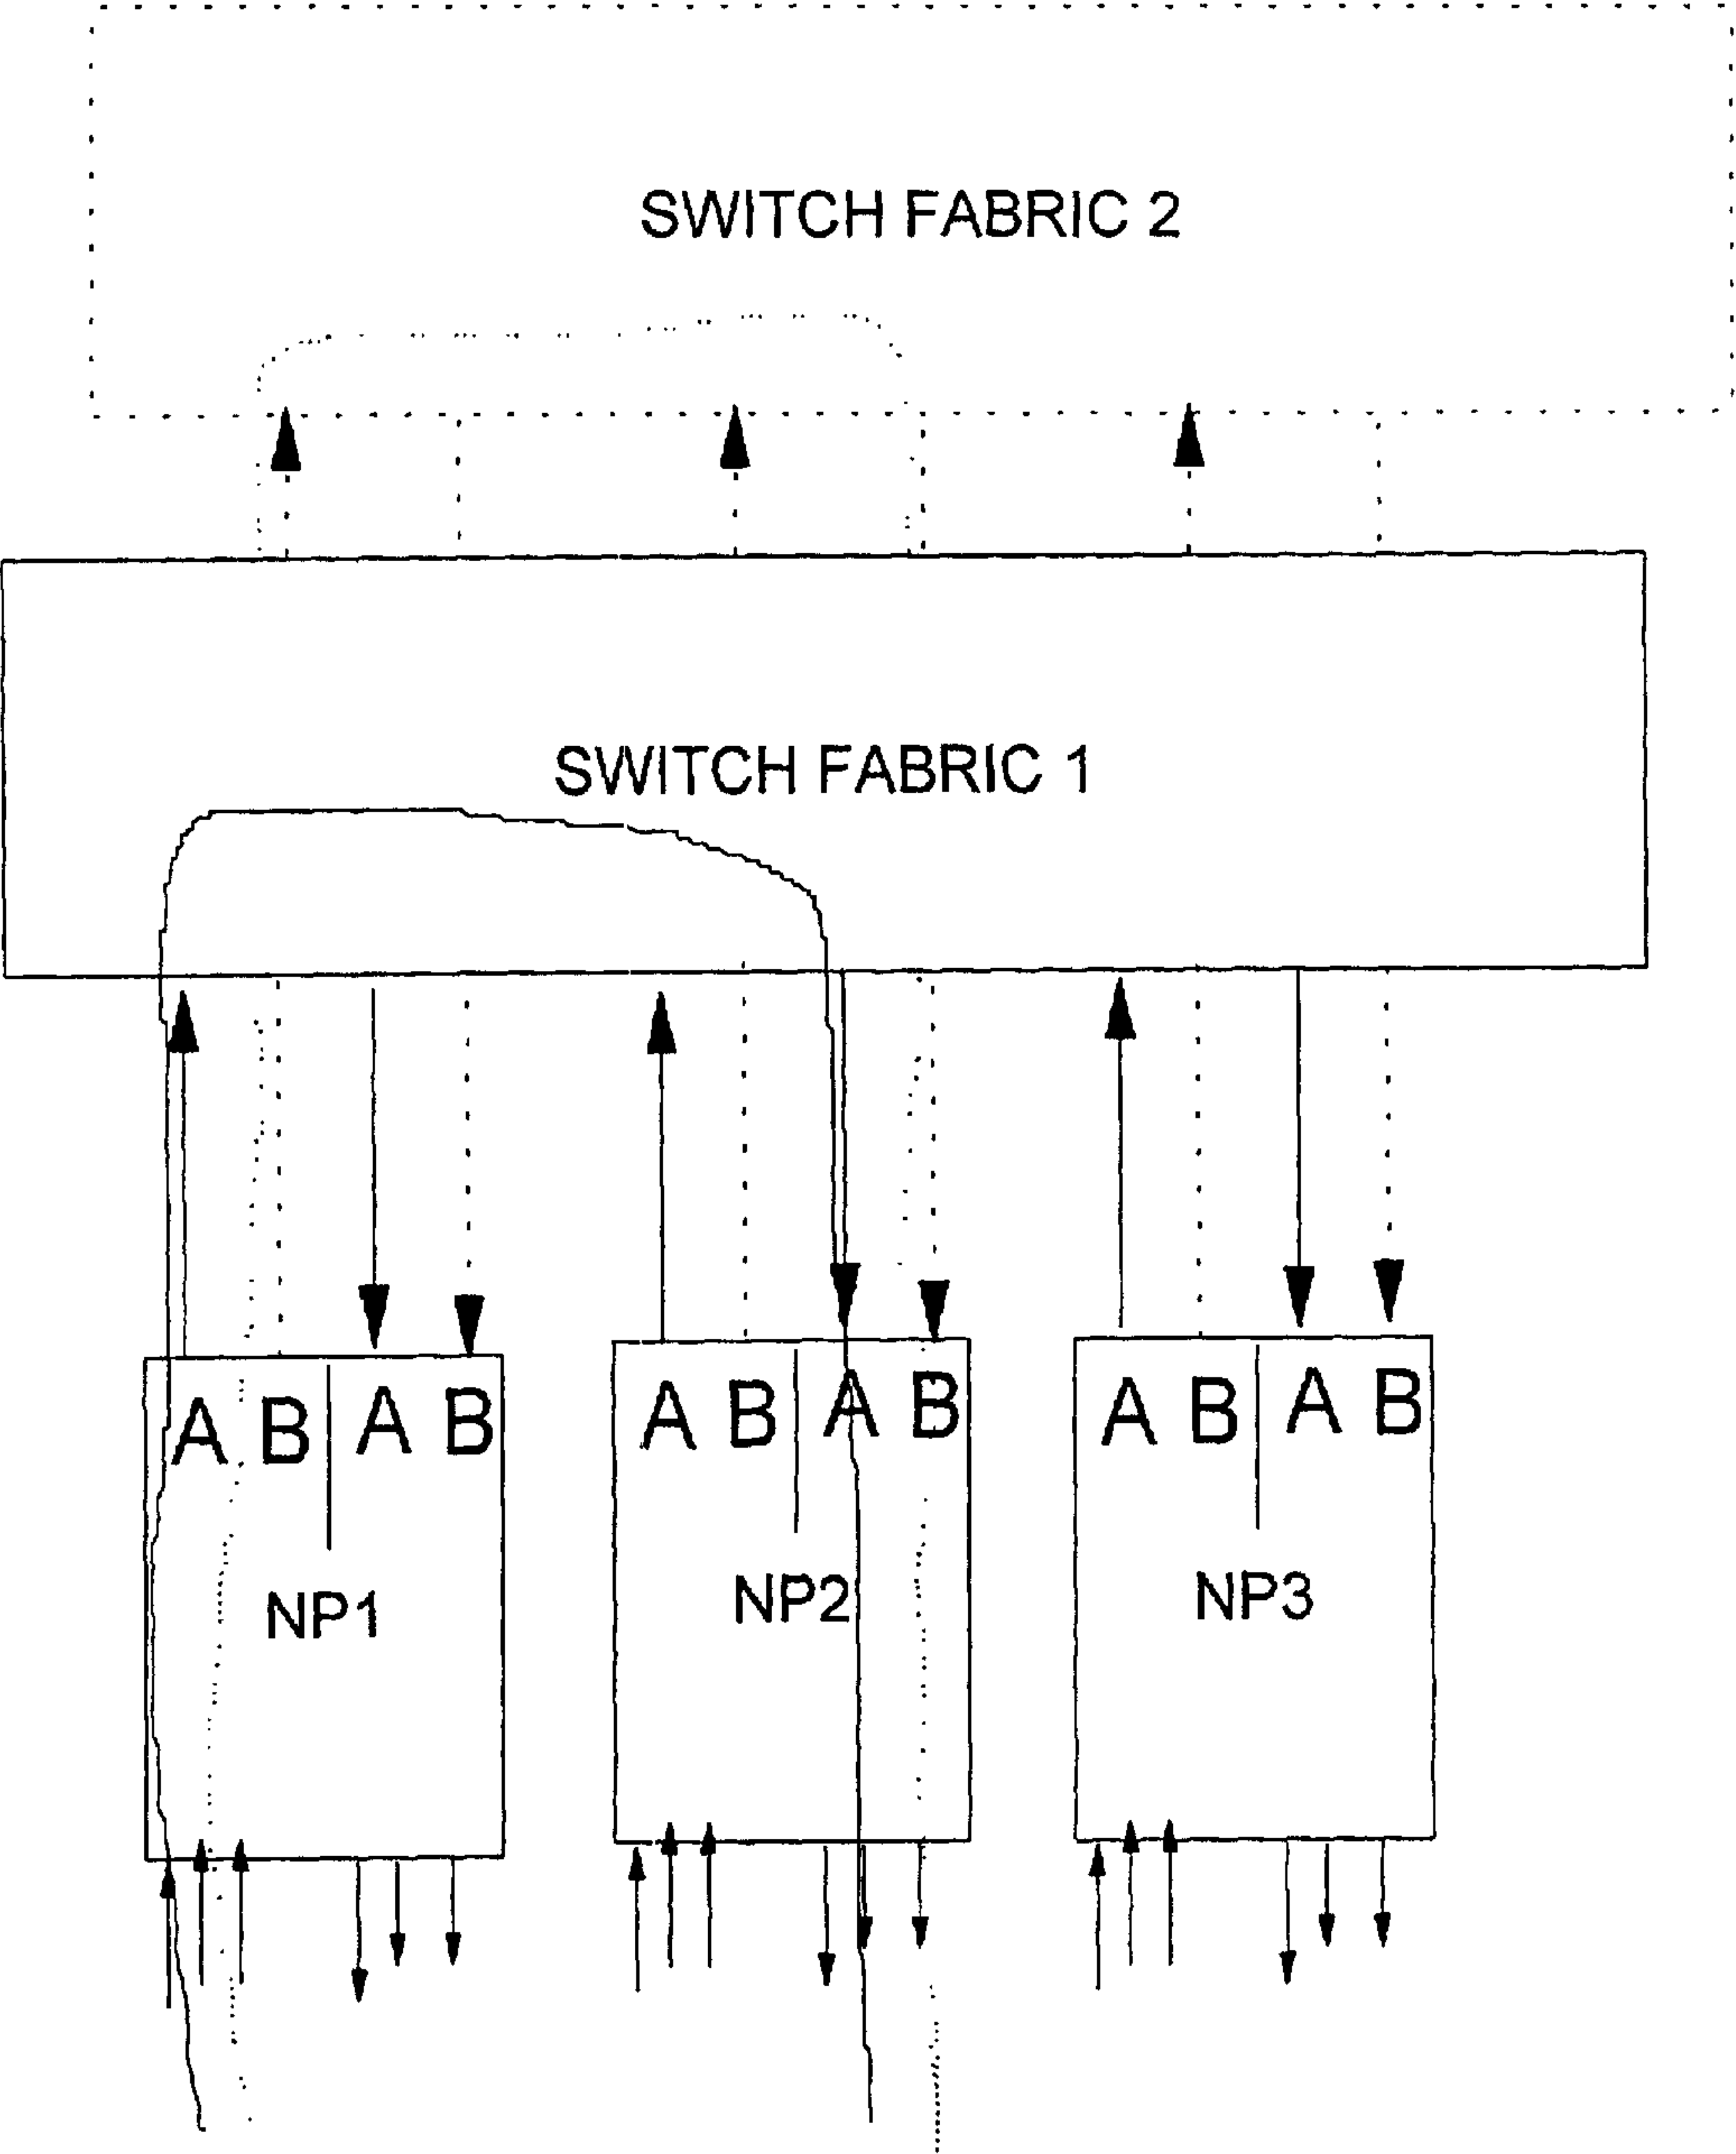 SWITCH FABRIC 2
SWITCH FABRIC 1
A B A B
A B A B
A B A B
NP1
NP2
NP3